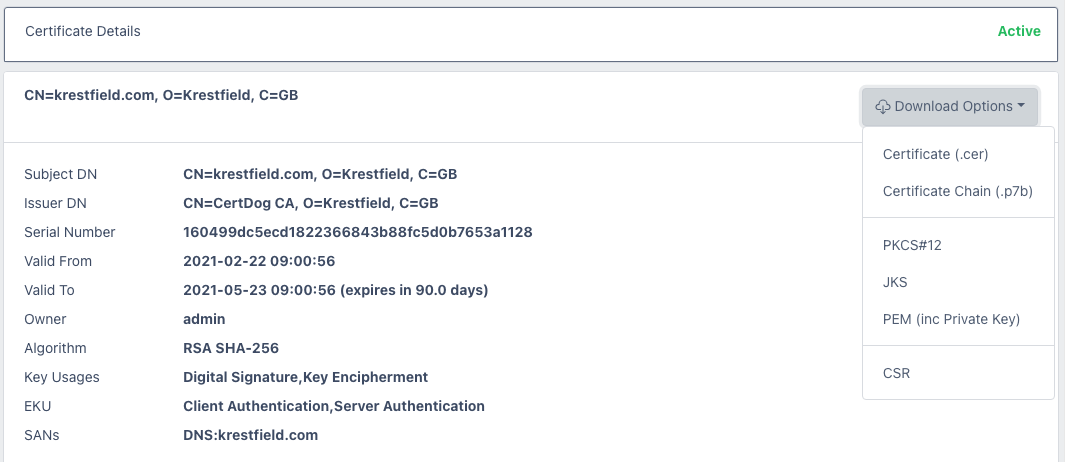 Certificate Details Active
CN=krestfield.com, O=Krestfield, C=GB
Download Options
Certificate (.cer)
Certificate Chain (.p7b)
PKCS#12
JKS
PEM (inc Private Key)
CSR
Subject DN CN=krestfield.com, O=Krestfield, C=GB
Issuer DN CN=CertDog CA, O=Krestfield, C=GB
Serial Number 160499dc5ecd1822366843b88fc5d0b7653a1128
Valid From 2021-02-22 09:00:56
Valid To 2021-05-23 09:00:56 (expires in 90.0 days)
Owner admin
Algorithm RSA SHA-256
Key Usages Digital Signature,Key Encipherment
EKU Client Authentication,Server Authentication
SANs DNS:krestfield.com